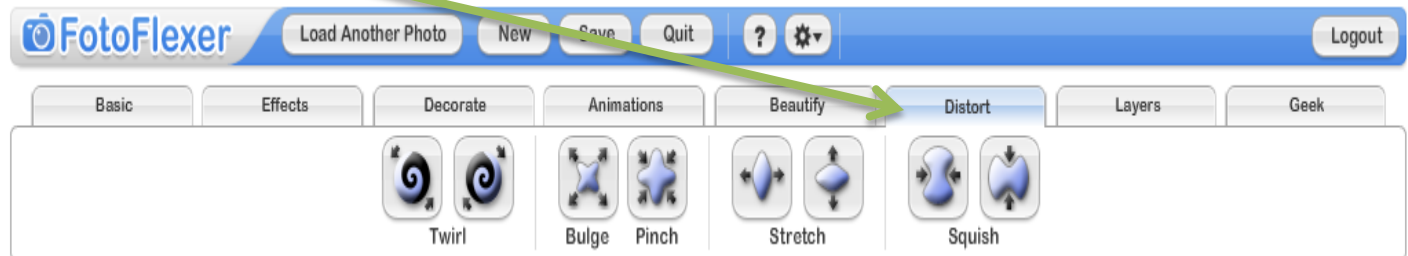 FotoFlexer Load Another Photo New Save Quit ? Logout
Basic Effects Decorate Animations Beautify Distort Layers Geek
Twirl Bulge Pinch Stretch Squish